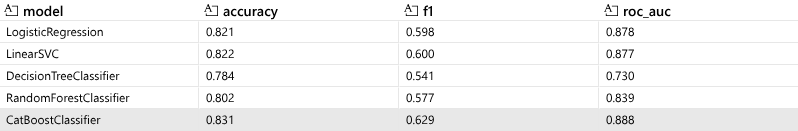 model accuracy f1 roc_auc
LogisticRegression 0.821 0.598 0.878
LinearSVC 0.822 0.600 0.877
DecisionTreeClassifier 0.784 0.541 0.730
RandomForestClassifier 0.802 0.577 0.839
CatBoostClassifier 0.831 0.629 0.888